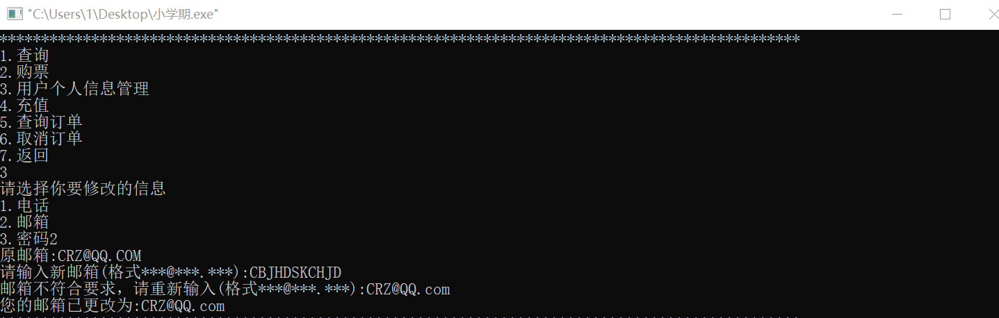 "C:\Users\1\Desktop\小学期.exe"
************************************************************************************************
1.查询
2.购票
3.用户个人信息管理
4.充值
5.查询订单
6.取消订单
7.返回
3
请选择你要修改的信息
1.电话
2.邮箱
3.密码2
原邮箱:CRZ@QQ.COM
请输入新邮箱(格式***@***.***):CBJHDSKCHJD
邮箱不符合要求，请重新输入(格式***@***.***):CRZ@QQ.com
您的邮箱已更改为:CRZ@QQ.com